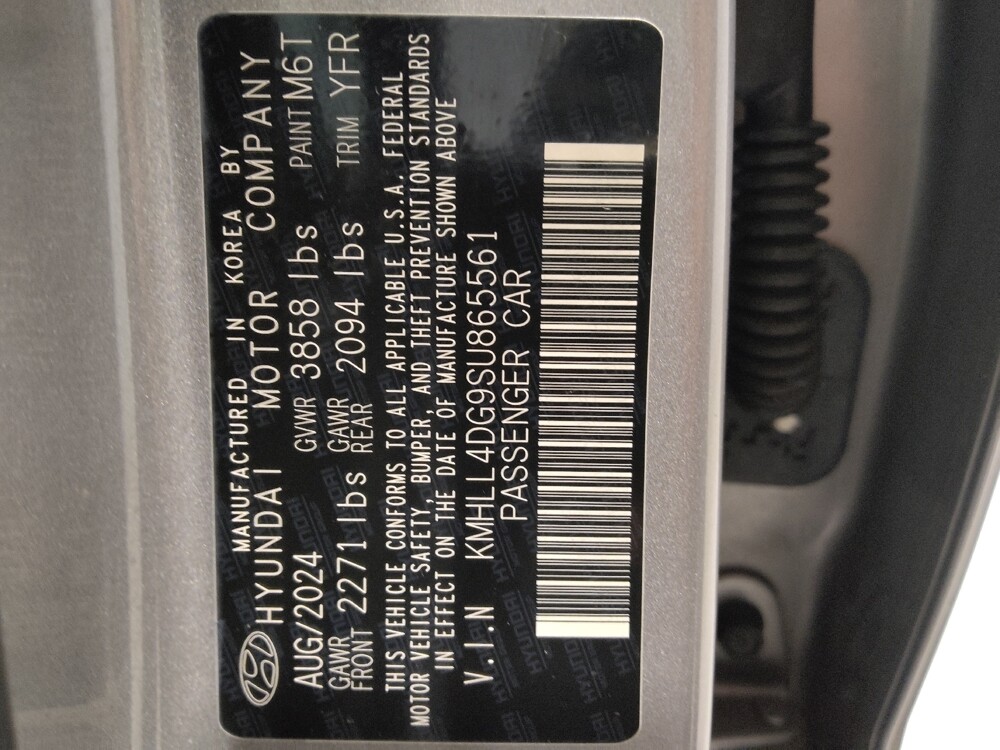 MANUFACTURED IN KOREA BY
HYUNDAI MOTOR COMPANY
AUG/2024 GVWR 3858 lbs PAINT M6T
GAWR FRONT 2271 lbs GAWR REAR 2094 lbs TRIM YFR
THIS VEHICLE CONFORMS TO ALL APPLICABLE U.S.A. FEDERAL
MOTOR VEHICLE SAFETY, BUMPER, AND THEFT PREVENTION STANDARDS
IN EFFECT ON THE DATE OF MANUFACTURE SHOWN ABOVE
V.I.N KMHLL4DG9SU865561
PASSENGER CAR